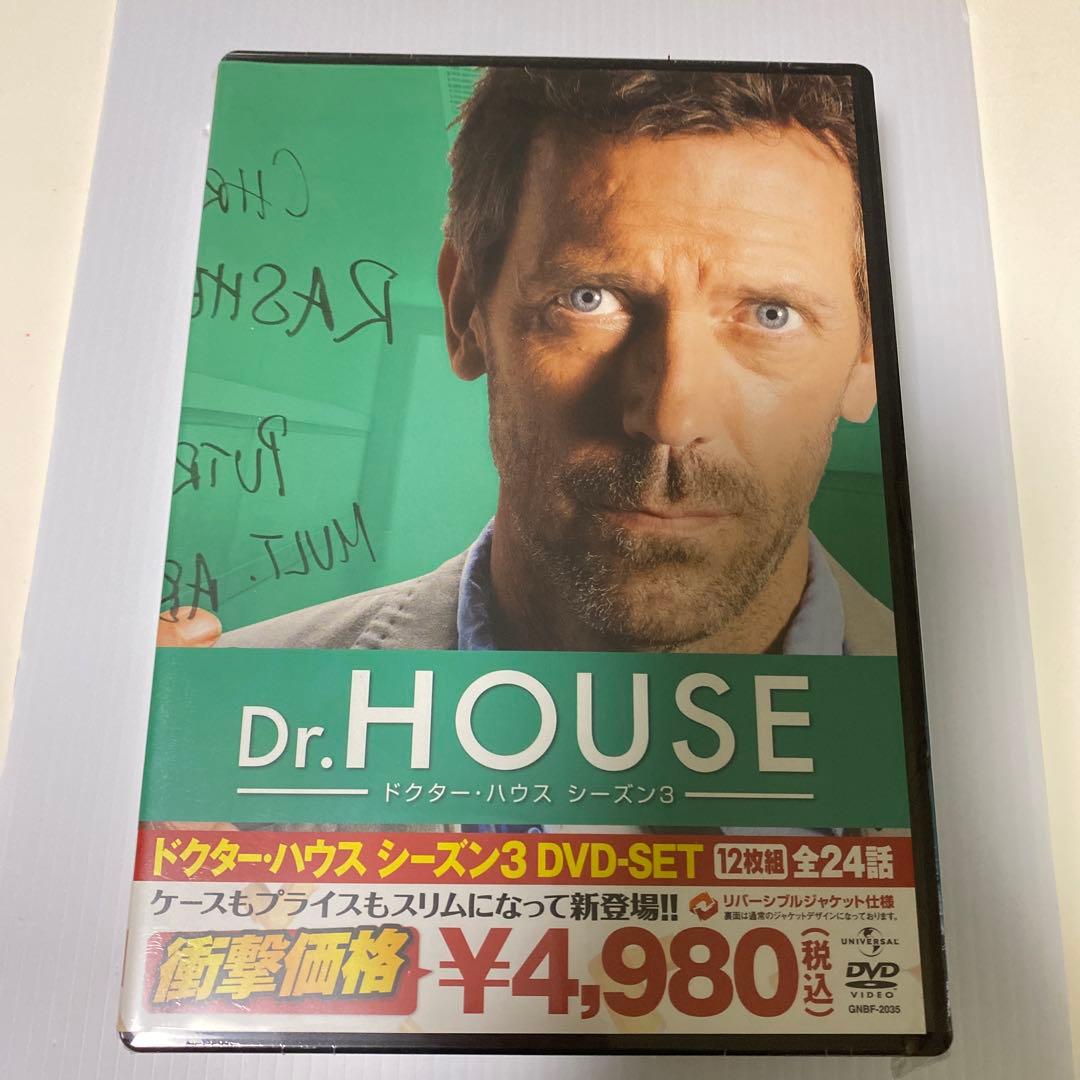 CHR
RASHE
PUTR
MULT. AB
Dr. HOUSE
ドクター・ハウス シーズン3
ドクター・ハウス シーズン3 DVD-SET 12枚組 全24話
ケースもプライスもスリムになって新登場!! リバーシブルジャケット仕様
裏面は通常のジャケットデザインになっております。
衝撃価格 ¥4,980(税込)
UNIVERSAL
DVD
VIDEO
GNBF-2035